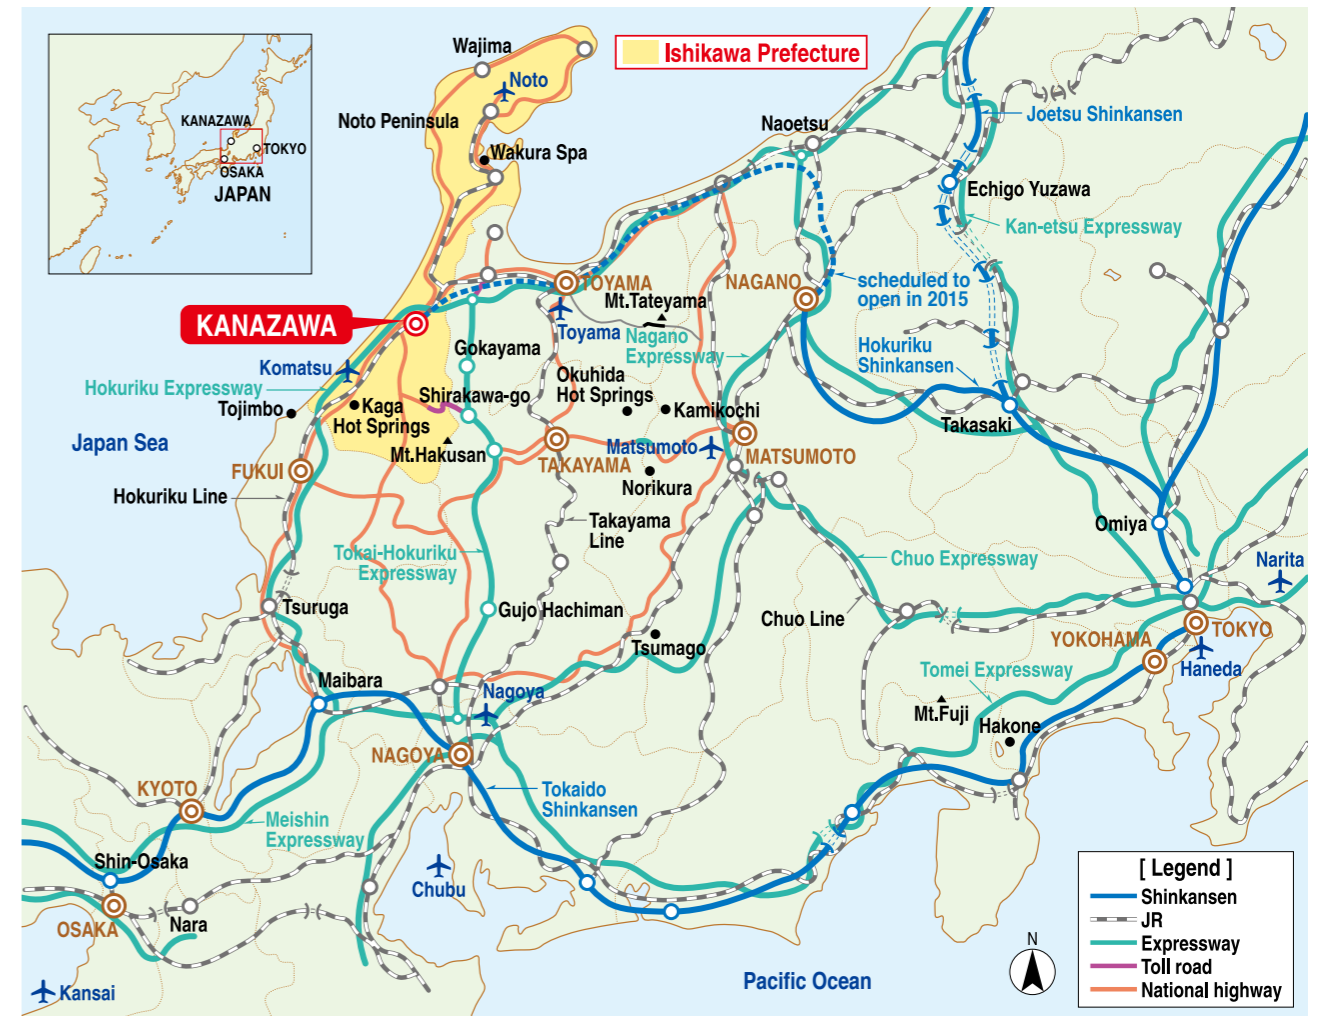 KANAZAWA
TOKYO
OSAKA
JAPAN
Ishikawa Prefecture
Wajima
Noto
Noto Peninsula
Wakura Spa
Naoetsu
Joetsu Shinkansen
Echigo Yuzawa
Kan-etsu Expressway
scheduled to
open in 2015
TOYAMA
NAGANO
Mt.Tateyama
KANAZAWA
Toyama
Nagano
Expressway
Hokuriku
Shinkansen
Gokayama
Komatsu
Hokuriku Expressway
Okuhida
Hot Springs
Shirakawa-go
Tojimbo
Kaga
Hot Springs
Kamikochi
Takasaki
Japan Sea
Mt.Hakusan
Matsumoto
MATSUMOTO
FUKUI
TAKAYAMA
Norikura
Hokuriku Line
Takayama
Line
Omiya
Tokai-Hokuriku
Expressway
Chuo Expressway
Narita
Tsuruga
Gujo Hachiman
Chuo Line
TOKYO
YOKOHAMA
Tsumago
Haneda
Tomei Expressway
Maibara
Nagoya
Mt.Fuji
Hakone
NAGOYA
KYOTO
Tokaido
Shinkansen
Meishin
Expressway
Shin-Osaka
Chubu
OSAKA
Nara
Kansai
Pacific Ocean
N
[ Legend ]
Shinkansen
JR
Expressway
Toll road
National highway